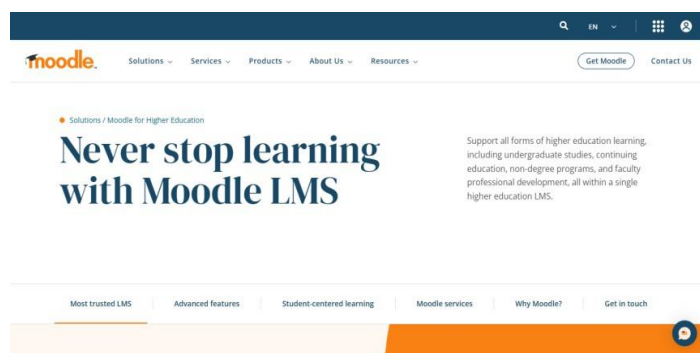 EN
moodle
Solutions Services Products About Us Resources Get Moodle Contact Us
Solutions / Moodle for Higher Education
Never stop learning
with Moodle LMS
Support all forms of higher education learning,
including undergraduate studies, continuing
education, non-degree programs, and faculty
professional development, all within a single
higher education LMS.
Most trusted LMS Advanced features Student-centered learning Moodle services Why Moodle? Get in touch